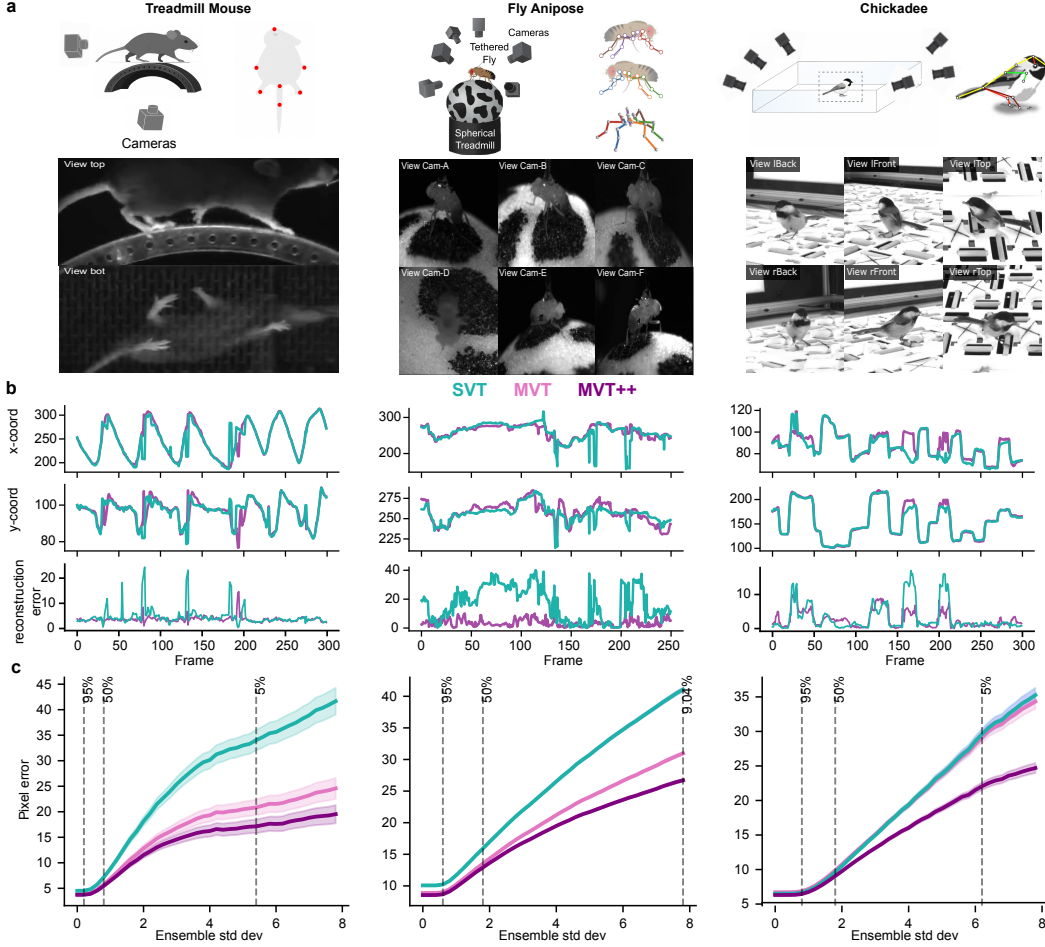 a
Treadmill Mouse
Cameras
View top
View bot
Fly Anipose
Cameras
Tethered
Fly
Spherical
Treadmill
View Cam-A
View Cam-B
View Cam-C
View Cam-D
View Cam-E
View Cam-F
Chickadee
View lBack
View lFront
View lTop
View rBack
View rFront
View rTop
b
SVT MVT MVT++
x-coord
300
250
200
y-coord
100
80
reconstruction
error
20
10
0
0 50 100 150 200 250 300
Frame
300
200
275
250
225
40
20
0
0 50 100 150 200 250
Frame
120
100
80
200
150
100
10
0
0 50 100 150 200 250 300
Frame
c
Pixel error
45
40
35
30
25
20
15
10
5
95%
50%
5%
0 2 4 6 8
Ensemble std dev
40
35
30
25
20
15
10
95%
50%
9.04%
0 2 4 6 8
Ensemble std dev
35
30
25
20
15
10
5
95%
50%
5%
0 2 4 6 8
Ensemble std dev